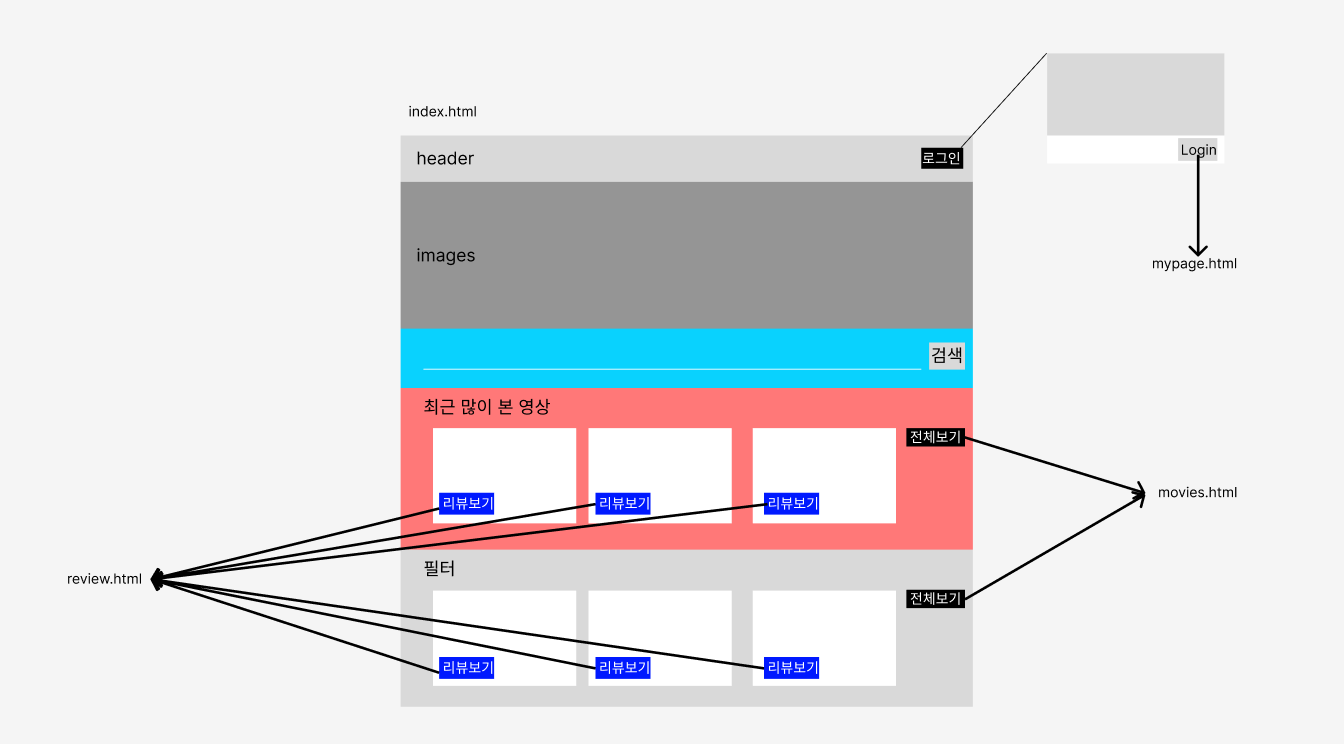 index.html
header
로그인
Login
images
mypage.html
검색
최근 많이 본 영상
전체보기
리뷰보기
리뷰보기
리뷰보기
movies.html
review.html
필터
전체보기
리뷰보기
리뷰보기
리뷰보기